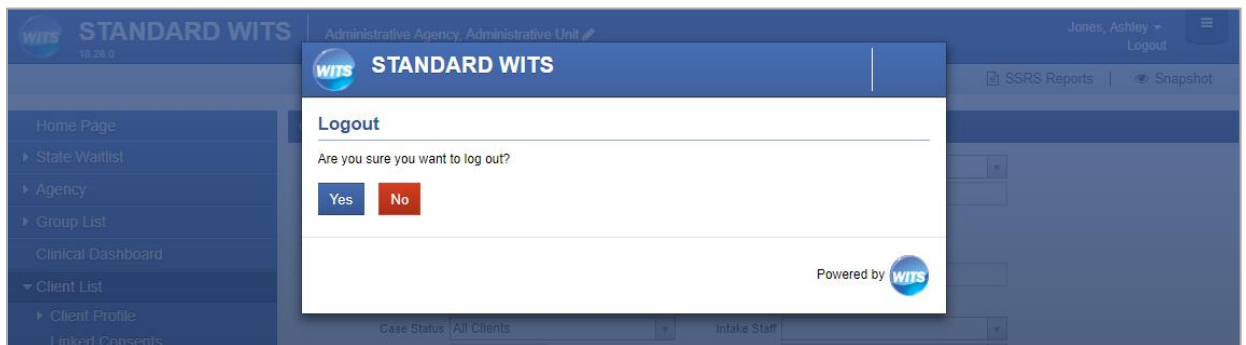 WITS STANDARD WITS
18.26.0
Administrative Agency, Administrative Unit
Jones, Ashley
Logout
SSRS Reports | Snapshot
Home Page
State Waitlist
Agency
Group List
Clinical Dashboard
Client List
Client Profile
Linked Consents
WITS STANDARD WITS
Logout
Are you sure you want to log out?
Yes No
Powered by WITS
Case Status All Clients Intake Staff